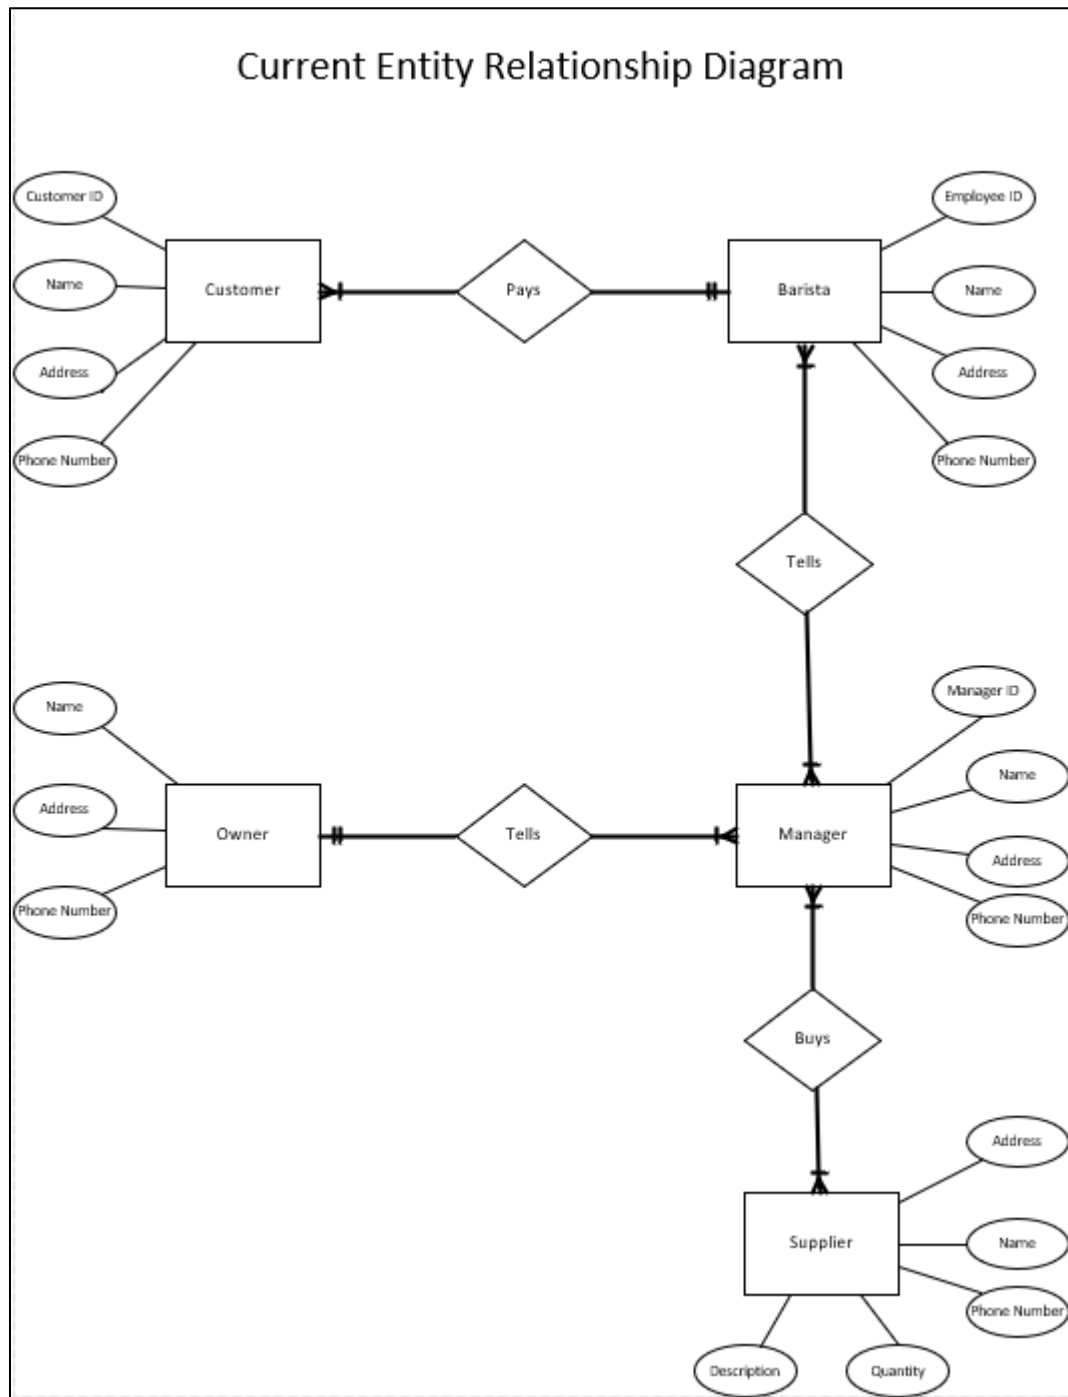 Current Entity Relationship Diagram
Customer ID
Employee ID
Name
Customer
Pays
Barista
Name
Address
Address
Phone Number
Phone Number
Tells
Manager ID
Name
Name
Address
Owner
Tells
Manager
Address
Phone Number
Phone Number
Buys
Address
Supplier
Name
Phone Number
Description
Quantity